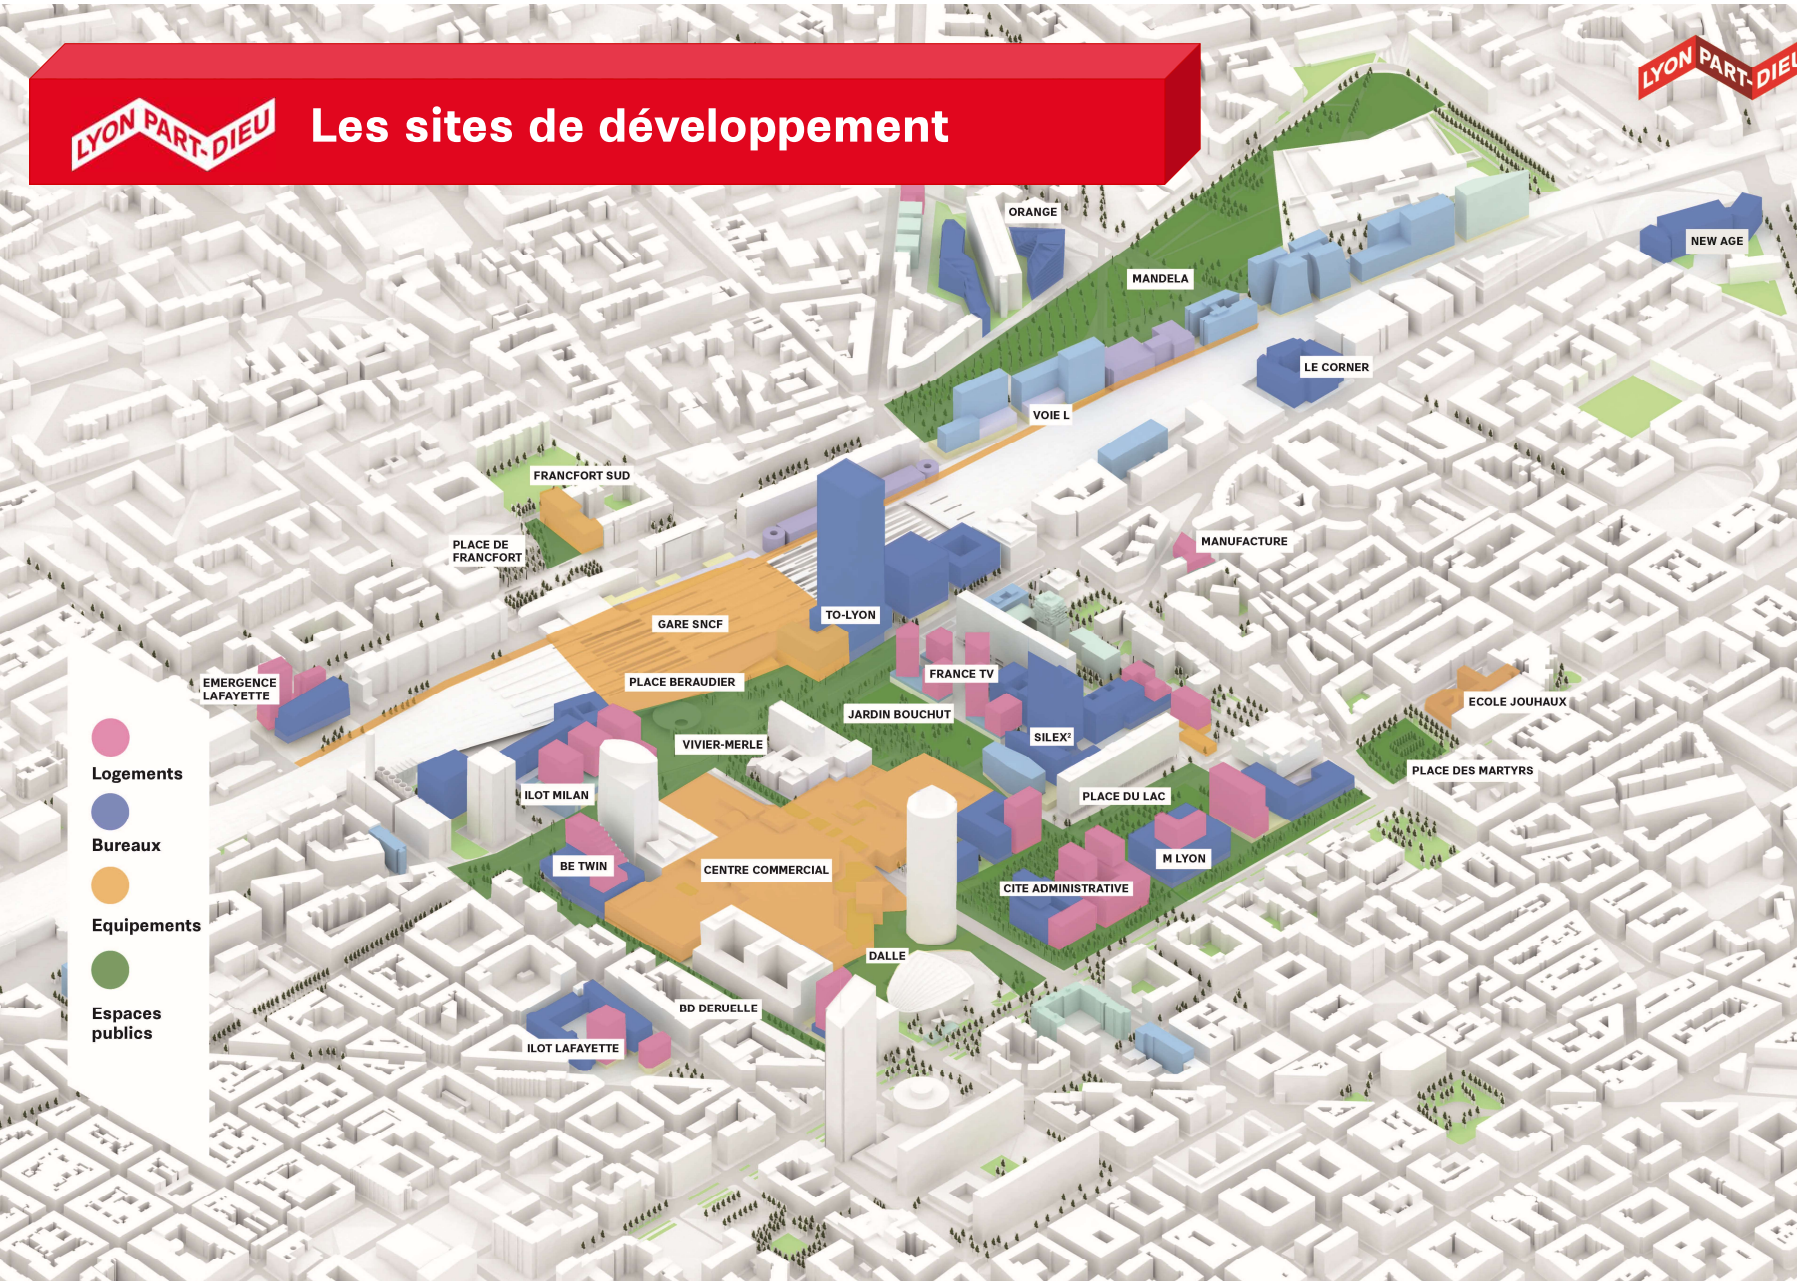 LYON PART-DIEU
Les sites de développement
LYON PART-DIEU
ORANGE
NEW AGE
MANDELA
LE CORNER
VOIE L
FRANCFORT SUD
PLACE DE
FRANCFORT
MANUFACTURE
TO-LYON
GARE SNCF
FRANCE TV
EMERGENCE
LAFAYETTE
PLACE BERAUDIER
ECOLE JOUHAUX
JARDIN BOUCHUT
SILEX²
VIVIER-MERLE
PLACE DES MARTYRS
ILOT MILAN
PLACE DU LAC
M LYON
BE TWIN
CENTRE COMMERCIAL
CITE ADMINISTRATIVE
DALLE
BD DERUELLE
ILOT LAFAYETTE
Logements
Bureaux
Equipements
Espaces
publics